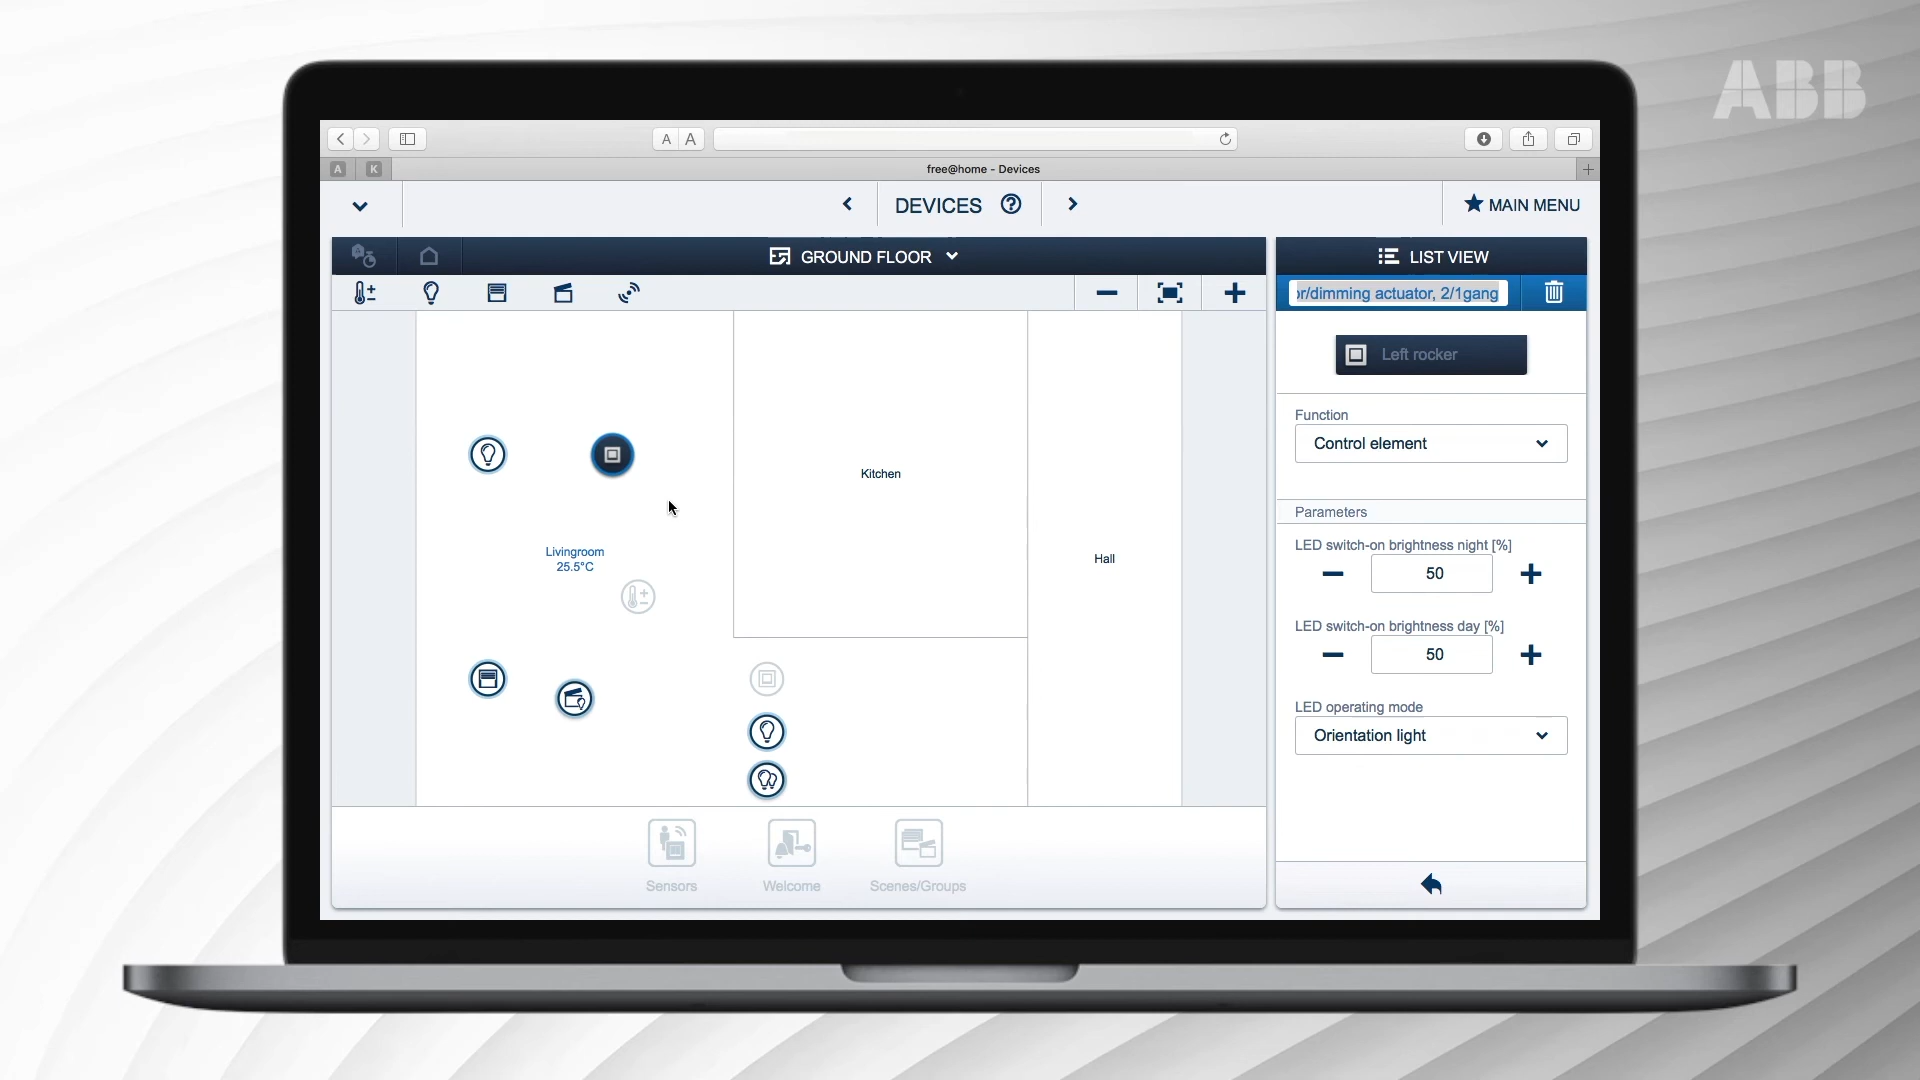 ABB
A A
A K
free@home - Devices
DEVICES ?
MAIN MENU
GROUND FLOOR
LIST VIEW
or/dimming actuator, 2/1gang
Left rocker
Function
Control element
Kitchen
Parameters
LED switch-on brightness night [%]
50
Livingroom
25.5°C
Hall
LED switch-on brightness day [%]
50
LED operating mode
Orientation light
Sensors
Welcome
Scenes/Groups